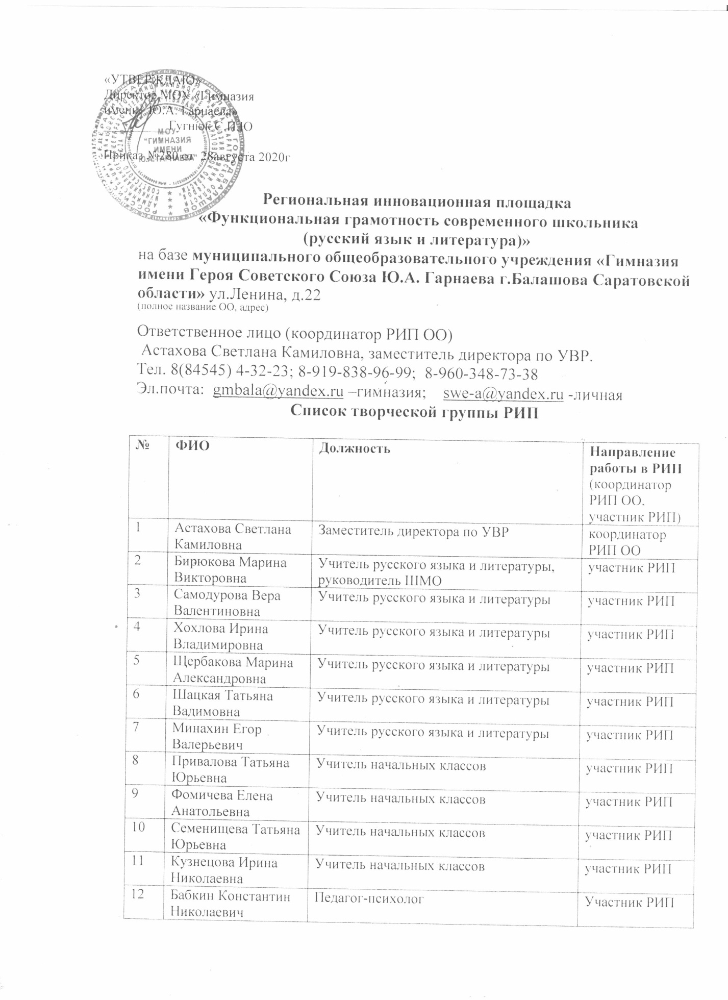 «УТВЕРЖДАЮ»
Директор МОУ «Гимназия
имени Ю.А. Гарнаева»
Гугнюк С.И.
Приказ №280 от 28августа 2020г
МОУ
"ГИМНАЗИЯ
ИМЕНИ
Ю.А.ГАРНАЕВА"
Региональная инновационная площадка
«Функциональная грамотность современного школьника
(русский язык и литература)»
на базе муниципального общеобразовательного учреждения «Гимназия
имени Героя Советского Союза Ю.А. Гарнаева г.Балашова Саратовской
области» ул.Ленина, д.22
(полное название ОО, адрес)
Ответственное лицо (координатор РИП ОО)
Астахова Светлана Камиловна, заместитель директора по УВР.
Тел. 8(84545) 4-32-23; 8-919-838-96-99; 8-960-348-73-38
Эл.почта: gmbala@yandex.ru –гимназия; swe-a@yandex.ru -личная
Список творческой группы РИП
№ ФИО Должность Направление
работы в РИП
(координатор
РИП ОО,
участник РИП)
1 Астахова Светлана Заместитель директора по УВР координатор
Камиловна РИП ОО
2 Бирюкова Марина Учитель русского языка и литературы, участник РИП
Викторовна руководитель ШМО
3 Самодурова Вера Учитель русского языка и литературы участник РИП
Валентиновна
4 Хохлова Ирина Учитель русского языка и литературы участник РИП
Владимировна
5 Щербакова Марина Учитель русского языка и литературы участник РИП
Александровна
6 Шацкая Татьяна Учитель русского языка и литературы участник РИП
Вадимовна
7 Минахин Егор Учитель русского языка и литературы участник РИП
Валерьевич
8 Привалова Татьяна Учитель начальных классов участник РИП
Юрьевна
9 Фомичева Елена Учитель начальных классов участник РИП
Анатольевна
10 Семенищева Татьяна Учитель начальных классов участник РИП
Юрьевна
11 Кузнецова Ирина Учитель начальных классов участник РИП
Николаевна
12 Бабкин Константин Педагог-психолог Участник РИП
Николаевич